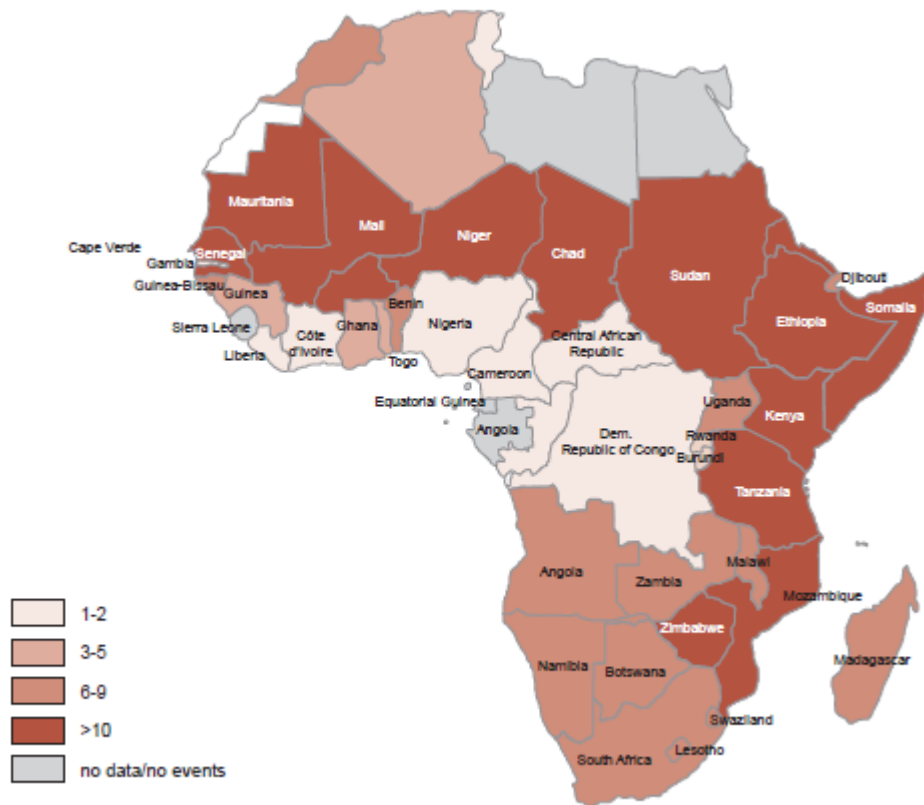 Mauritania
Mali
Niger
Chad
Cape Verde
Senegal
Gambia
Sudan
Djibouti
Guinea-Bissau
Guinea
Benin
Somalia
Sierra Leone
Côte
d'Ivoire
Ghana
Nigeria
Ethiopia
Liberia
Togo
Central African
Republic
Cameroon
Equatorial Guinea
Uganda
Kenya
Angola
Dem.
Republic of Congo
Rwanda
Burundi
Tanzania
Angola
Zambia
Malawi
Mozambique
1-2
Zimbabwe
3-5
Namibia
Botswana
Madagascar
6-9
>10
Swaziland
South Africa
Lesotho
no data/no events